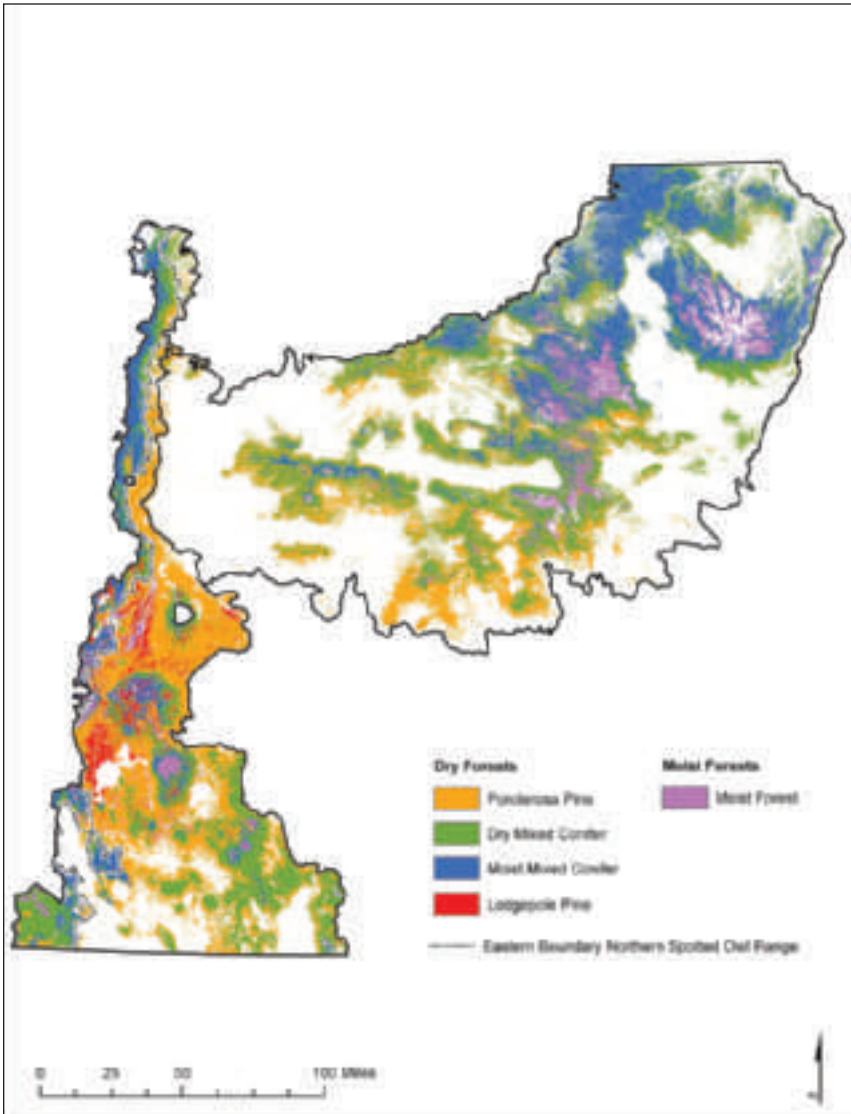 Dry Forests
Ponderosa Pine
Dry Mixed Conifer
Moist Mixed Conifer
Lodgepole Pine
Moist Forests
Moist Forest
Eastern Boundary Northern Spotted Owl Range
0 25 50 100 Miles